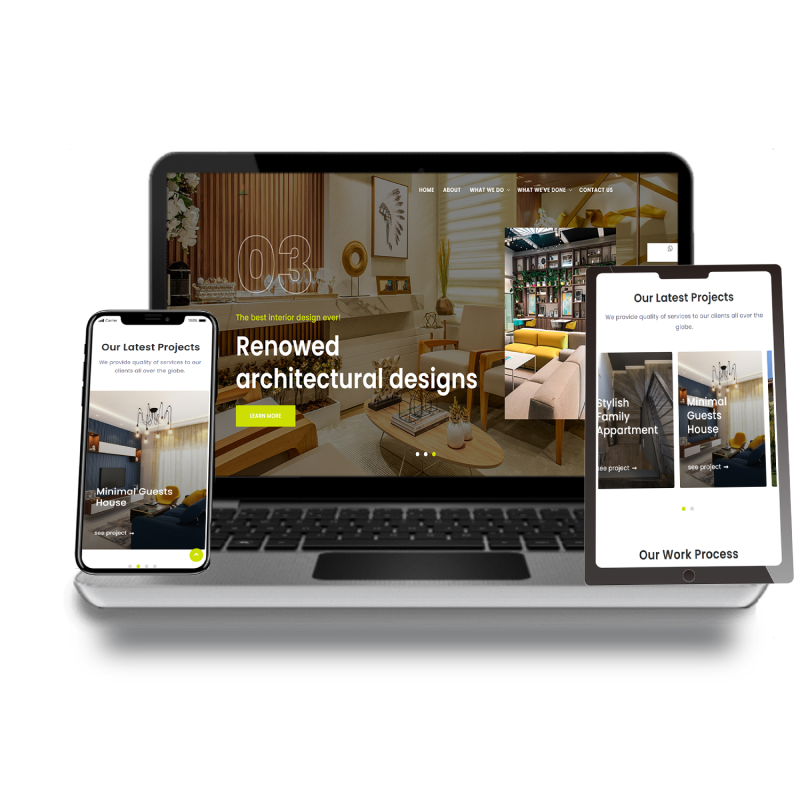 HOME ABOUT WHAT WE DO WHAT WE'VE DONE CONTACT US
03
The best interior design ever!
Renowed
architectural designs
LEARN MORE
Carrier 100%
Our Latest Projects
We provide quality of services to our
clients all over the globe.
Minimal Guests
House
see project →
Our Latest Projects
We provide quality of services to our clients all over the
globe.
Stylish
Family
Appartment
see project →
Minimal
Guests
House
see project →
Our Work Process